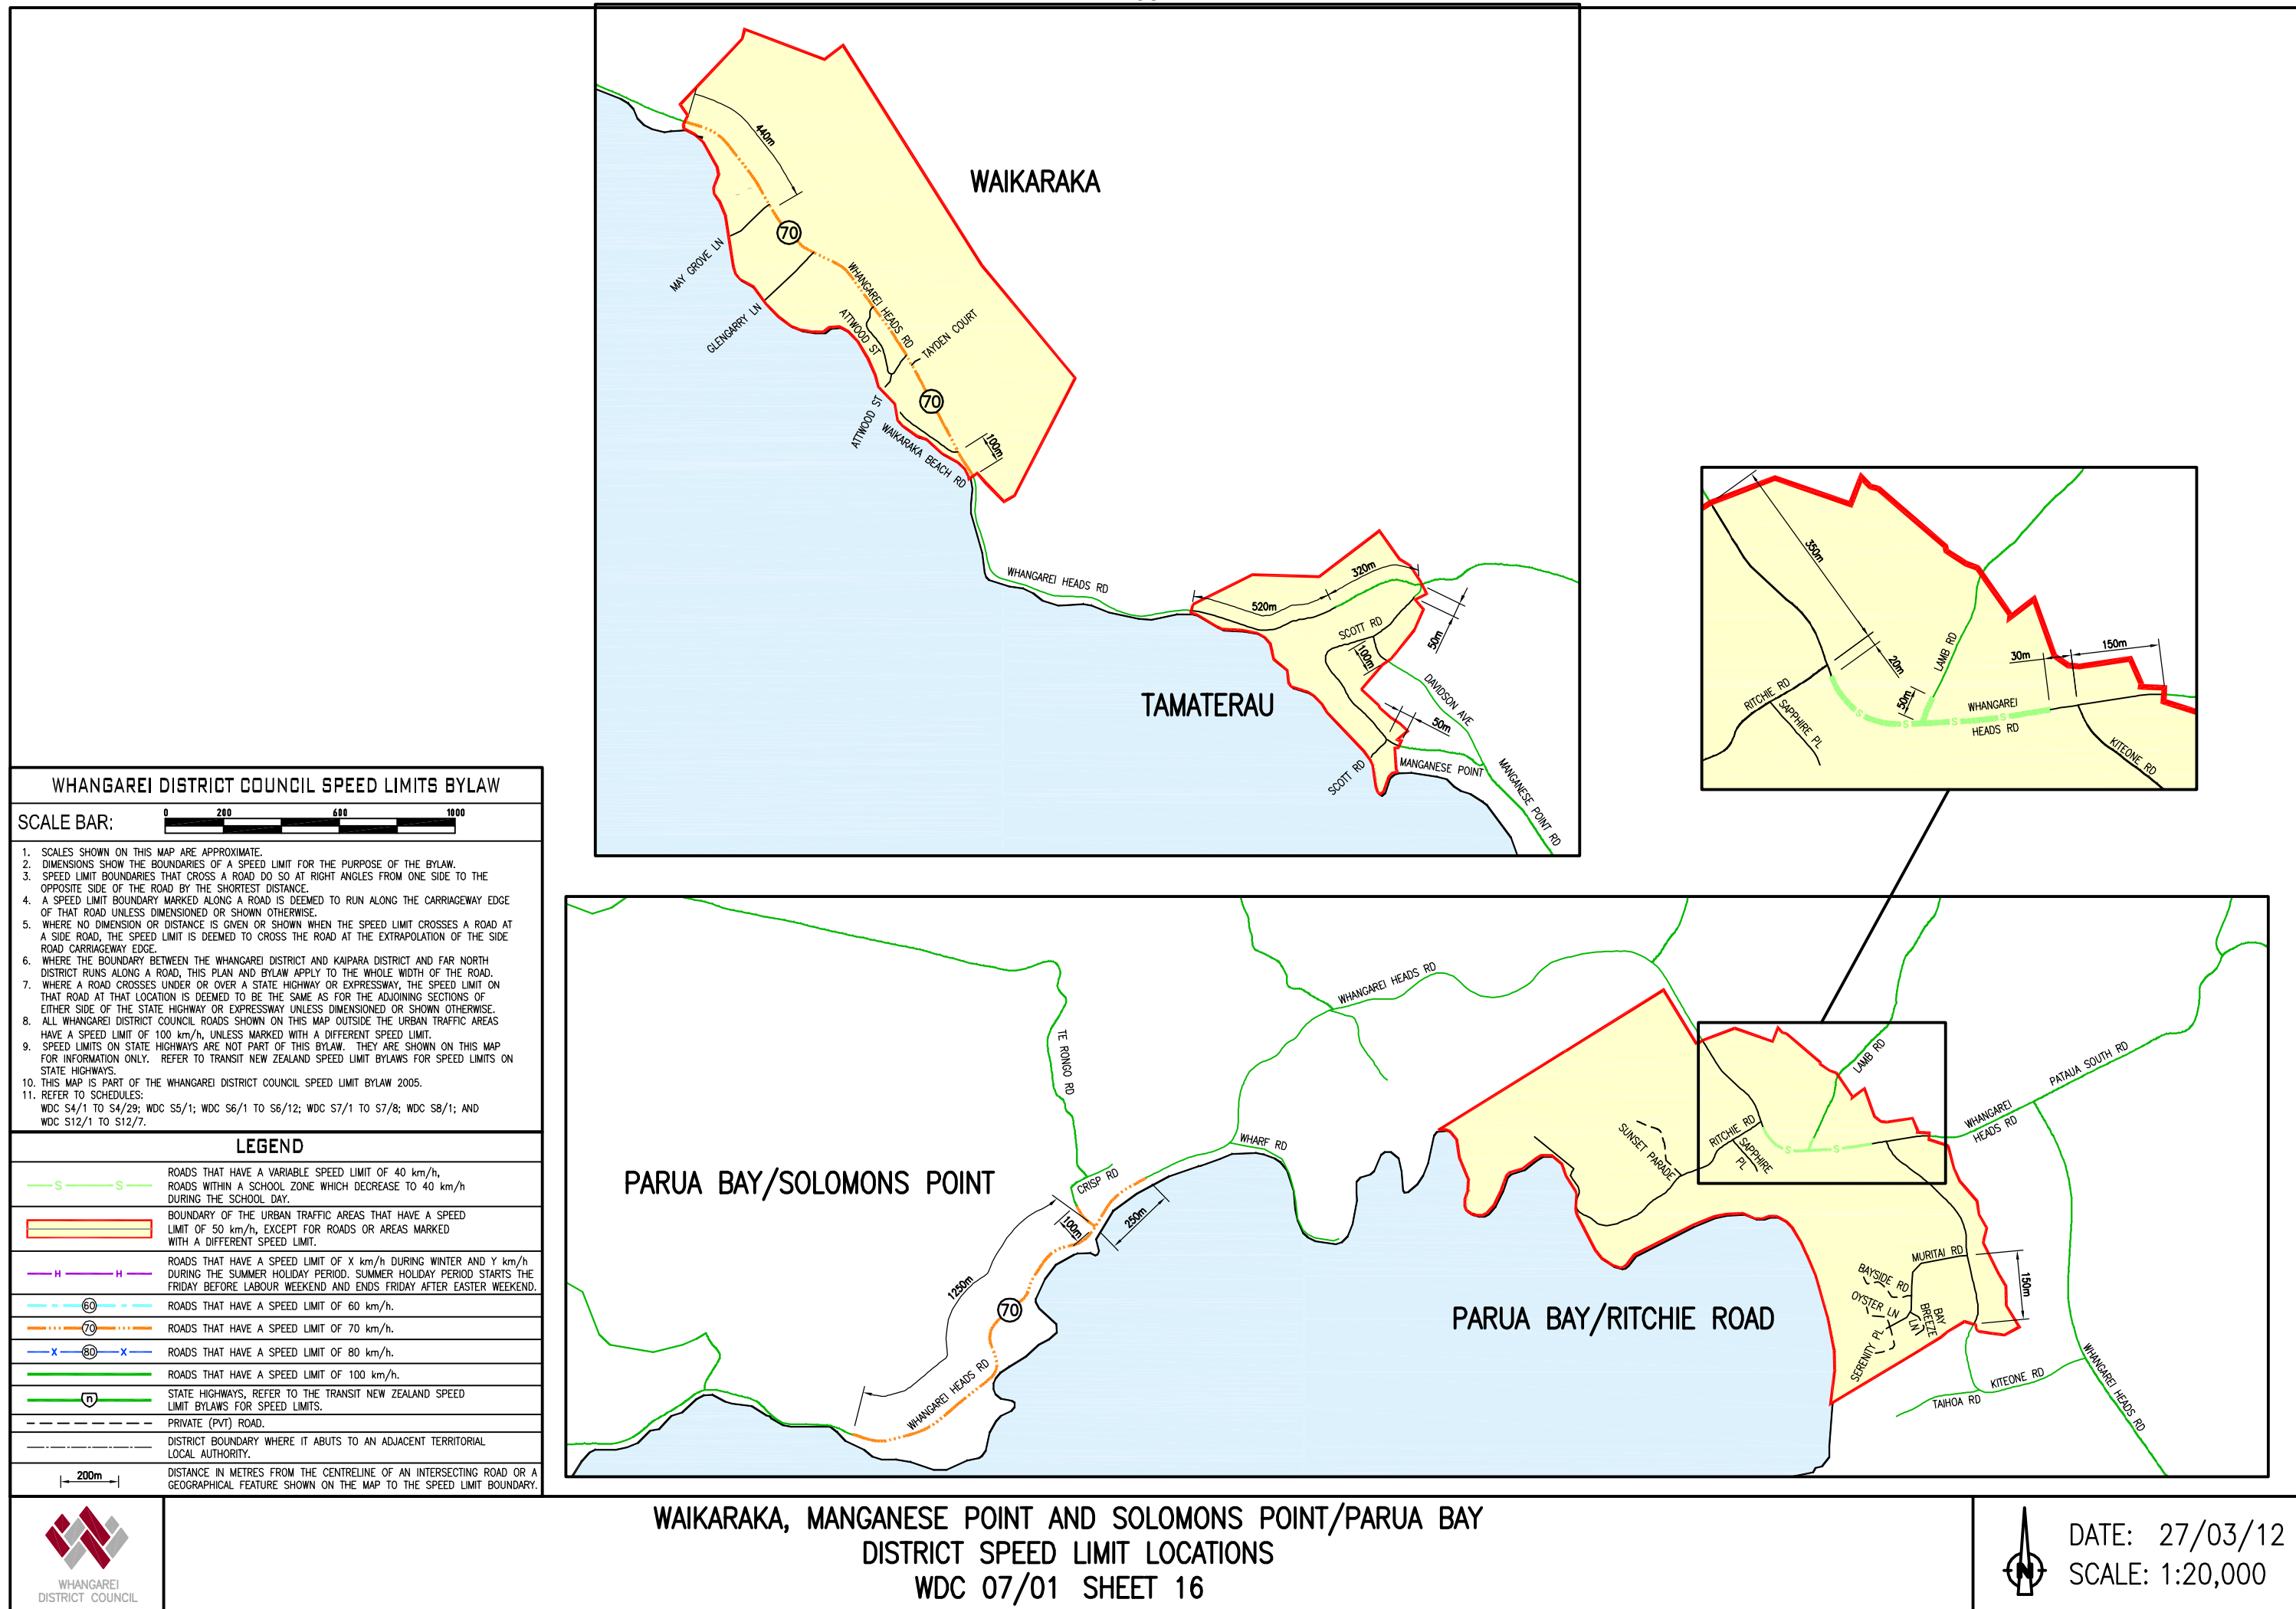 440m
WAIKARAKA
70
MAY GROVE LN
GLENGARRY LN
WHANGAREI HEADS RD
ATTWOOD ST
TAYDEN COURT
70
ATTWOOD ST
WAIKARAKA BEACH RD
100m
WHANGAREI HEADS RD
520m
320m
SCOTT RD
100m
50m
DAVIDSON AVE
TAMATERAU
50m
SCOTT RD
MANGANESE POINT
MANGANESE POINT RD
350m
20m
LAMB RD
30m
150m
RITCHIE RD
SAPPHIRE PL
50m
S S S S
WHANGAREI
HEADS RD
KITEONE RD
WHANGAREI DISTRICT COUNCIL SPEED LIMITS BYLAW
SCALE BAR:
0 200 600 1000
1. SCALES SHOWN ON THIS MAP ARE APPROXIMATE.
2. DIMENSIONS SHOW THE BOUNDARIES OF A SPEED LIMIT FOR THE PURPOSE OF THE BYLAW.
3. SPEED LIMIT BOUNDARIES THAT CROSS A ROAD DO SO AT RIGHT ANGLES FROM ONE SIDE TO THE
OPPOSITE SIDE OF THE ROAD BY THE SHORTEST DISTANCE.
4. A SPEED LIMIT BOUNDARY MARKED ALONG A ROAD IS DEEMED TO RUN ALONG THE CARRIAGEWAY EDGE
OF THAT ROAD UNLESS DIMENSIONED OR SHOWN OTHERWISE.
5. WHERE NO DIMENSION OR DISTANCE IS GIVEN OR SHOWN WHEN THE SPEED LIMIT CROSSES A ROAD AT
A SIDE ROAD, THE SPEED LIMIT IS DEEMED TO CROSS THE ROAD AT THE EXTRAPOLATION OF THE SIDE
ROAD CARRIAGEWAY EDGE.
6. WHERE THE BOUNDARY BETWEEN THE WHANGAREI DISTRICT AND KAIPARA DISTRICT AND FAR NORTH
DISTRICT RUNS ALONG A ROAD, THIS PLAN AND BYLAW APPLY TO THE WHOLE WIDTH OF THE ROAD.
7. WHERE A ROAD CROSSES UNDER OR OVER A STATE HIGHWAY OR EXPRESSWAY, THE SPEED LIMIT ON
THAT ROAD AT THAT LOCATION IS DEEMED TO BE THE SAME AS FOR THE ADJOINING SECTIONS OF
EITHER SIDE OF THE STATE HIGHWAY OR EXPRESSWAY UNLESS DIMENSIONED OR SHOWN OTHERWISE.
8. ALL WHANGAREI DISTRICT COUNCIL ROADS SHOWN ON THIS MAP OUTSIDE THE URBAN TRAFFIC AREAS
HAVE A SPEED LIMIT OF 100 km/h, UNLESS MARKED WITH A DIFFERENT SPEED LIMIT.
9. SPEED LIMITS ON STATE HIGHWAYS ARE NOT PART OF THIS BYLAW. THEY ARE SHOWN ON THIS MAP
FOR INFORMATION ONLY. REFER TO TRANSIT NEW ZEALAND SPEED LIMIT BYLAWS FOR SPEED LIMITS ON
STATE HIGHWAYS.
10. THIS MAP IS PART OF THE WHANGAREI DISTRICT COUNCIL SPEED LIMIT BYLAW 2005.
11. REFER TO SCHEDULES:
WDC S4/1 TO S4/29; WDC S5/1; WDC S6/1 TO S6/12; WDC S7/1 TO S7/8; WDC S8/1; AND
WDC S12/1 TO S12/7.
LEGEND
S S
ROADS THAT HAVE A VARIABLE SPEED LIMIT OF 40 km/h,
ROADS WITHIN A SCHOOL ZONE WHICH DECREASE TO 40 km/h
DURING THE SCHOOL DAY.
BOUNDARY OF THE URBAN TRAFFIC AREAS THAT HAVE A SPEED
LIMIT OF 50 km/h, EXCEPT FOR ROADS OR AREAS MARKED
WITH A DIFFERENT SPEED LIMIT.
H H
ROADS THAT HAVE A SPEED LIMIT OF X km/h DURING WINTER AND Y km/h
DURING THE SUMMER HOLIDAY PERIOD. SUMMER HOLIDAY PERIOD STARTS THE
FRIDAY BEFORE LABOUR WEEKEND AND ENDS FRIDAY AFTER EASTER WEEKEND.
60 ROADS THAT HAVE A SPEED LIMIT OF 60 km/h.
70 ROADS THAT HAVE A SPEED LIMIT OF 70 km/h.
X 80 X ROADS THAT HAVE A SPEED LIMIT OF 80 km/h.
ROADS THAT HAVE A SPEED LIMIT OF 100 km/h.
n
STATE HIGHWAYS, REFER TO THE TRANSIT NEW ZEALAND SPEED
LIMIT BYLAWS FOR SPEED LIMITS.
PRIVATE (PVT) ROAD.
DISTRICT BOUNDARY WHERE IT ABUTS TO AN ADJACENT TERRITORIAL
LOCAL AUTHORITY.
200m
DISTANCE IN METRES FROM THE CENTRELINE OF AN INTERSECTING ROAD OR A
GEOGRAPHICAL FEATURE SHOWN ON THE MAP TO THE SPEED LIMIT BOUNDARY.
WHANGAREI HEADS RD
TE RONGO RD
LAMB RD
PATAUA SOUTH RD
WHANGAREI
HEADS RD
WHARF RD
SUNSET PARADE
RITCHIE RD
SAPPHIRE
PL
S S
PARUA BAY/SOLOMONS POINT
CRISP RD
100m
250m
1250m
70
WHANGAREI HEADS RD
PARUA BAY/RITCHIE ROAD
MURITAI RD
BAYSIDE RD
OYSTER LN
BAY
BREEZE
LN
SERENITY PL
150m
WHANGAREI HEADS RD
KITEONE RD
TAIHOA RD
WHANGAREI
DISTRICT COUNCIL
WAIKARAKA, MANGANESE POINT AND SOLOMONS POINT/PARUA BAY
DISTRICT SPEED LIMIT LOCATIONS
WDC 07/01 SHEET 16
N
DATE: 27/03/12
SCALE: 1:20,000